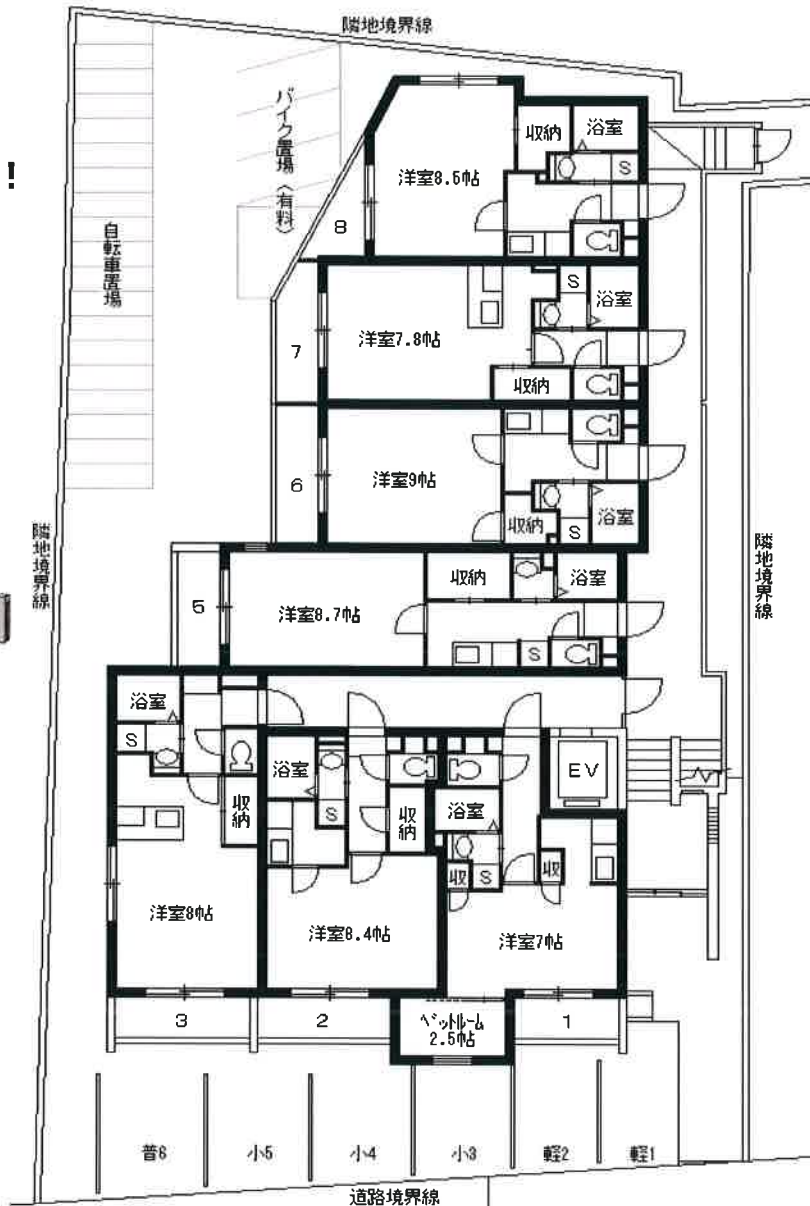 隣地境界線
!
バイク置場（有料）
自転車置場
収納
浴室
洋室8.5帖
S
8
S
浴室
洋室7.8帖
7
収納
洋室9帖
6
収納
S
浴室
隣地境界線
隣地境界線
収納
浴室
洋室8.7帖
5
S
浴室
S
収納
洋室8帖
3
浴室
S
収納
洋室8.4帖
2
浴室
収
S
収
EV
洋室7帖
ベットルーム
2.5帖
1
普6
小5
小4
小3
軽2
軽1
道路境界線